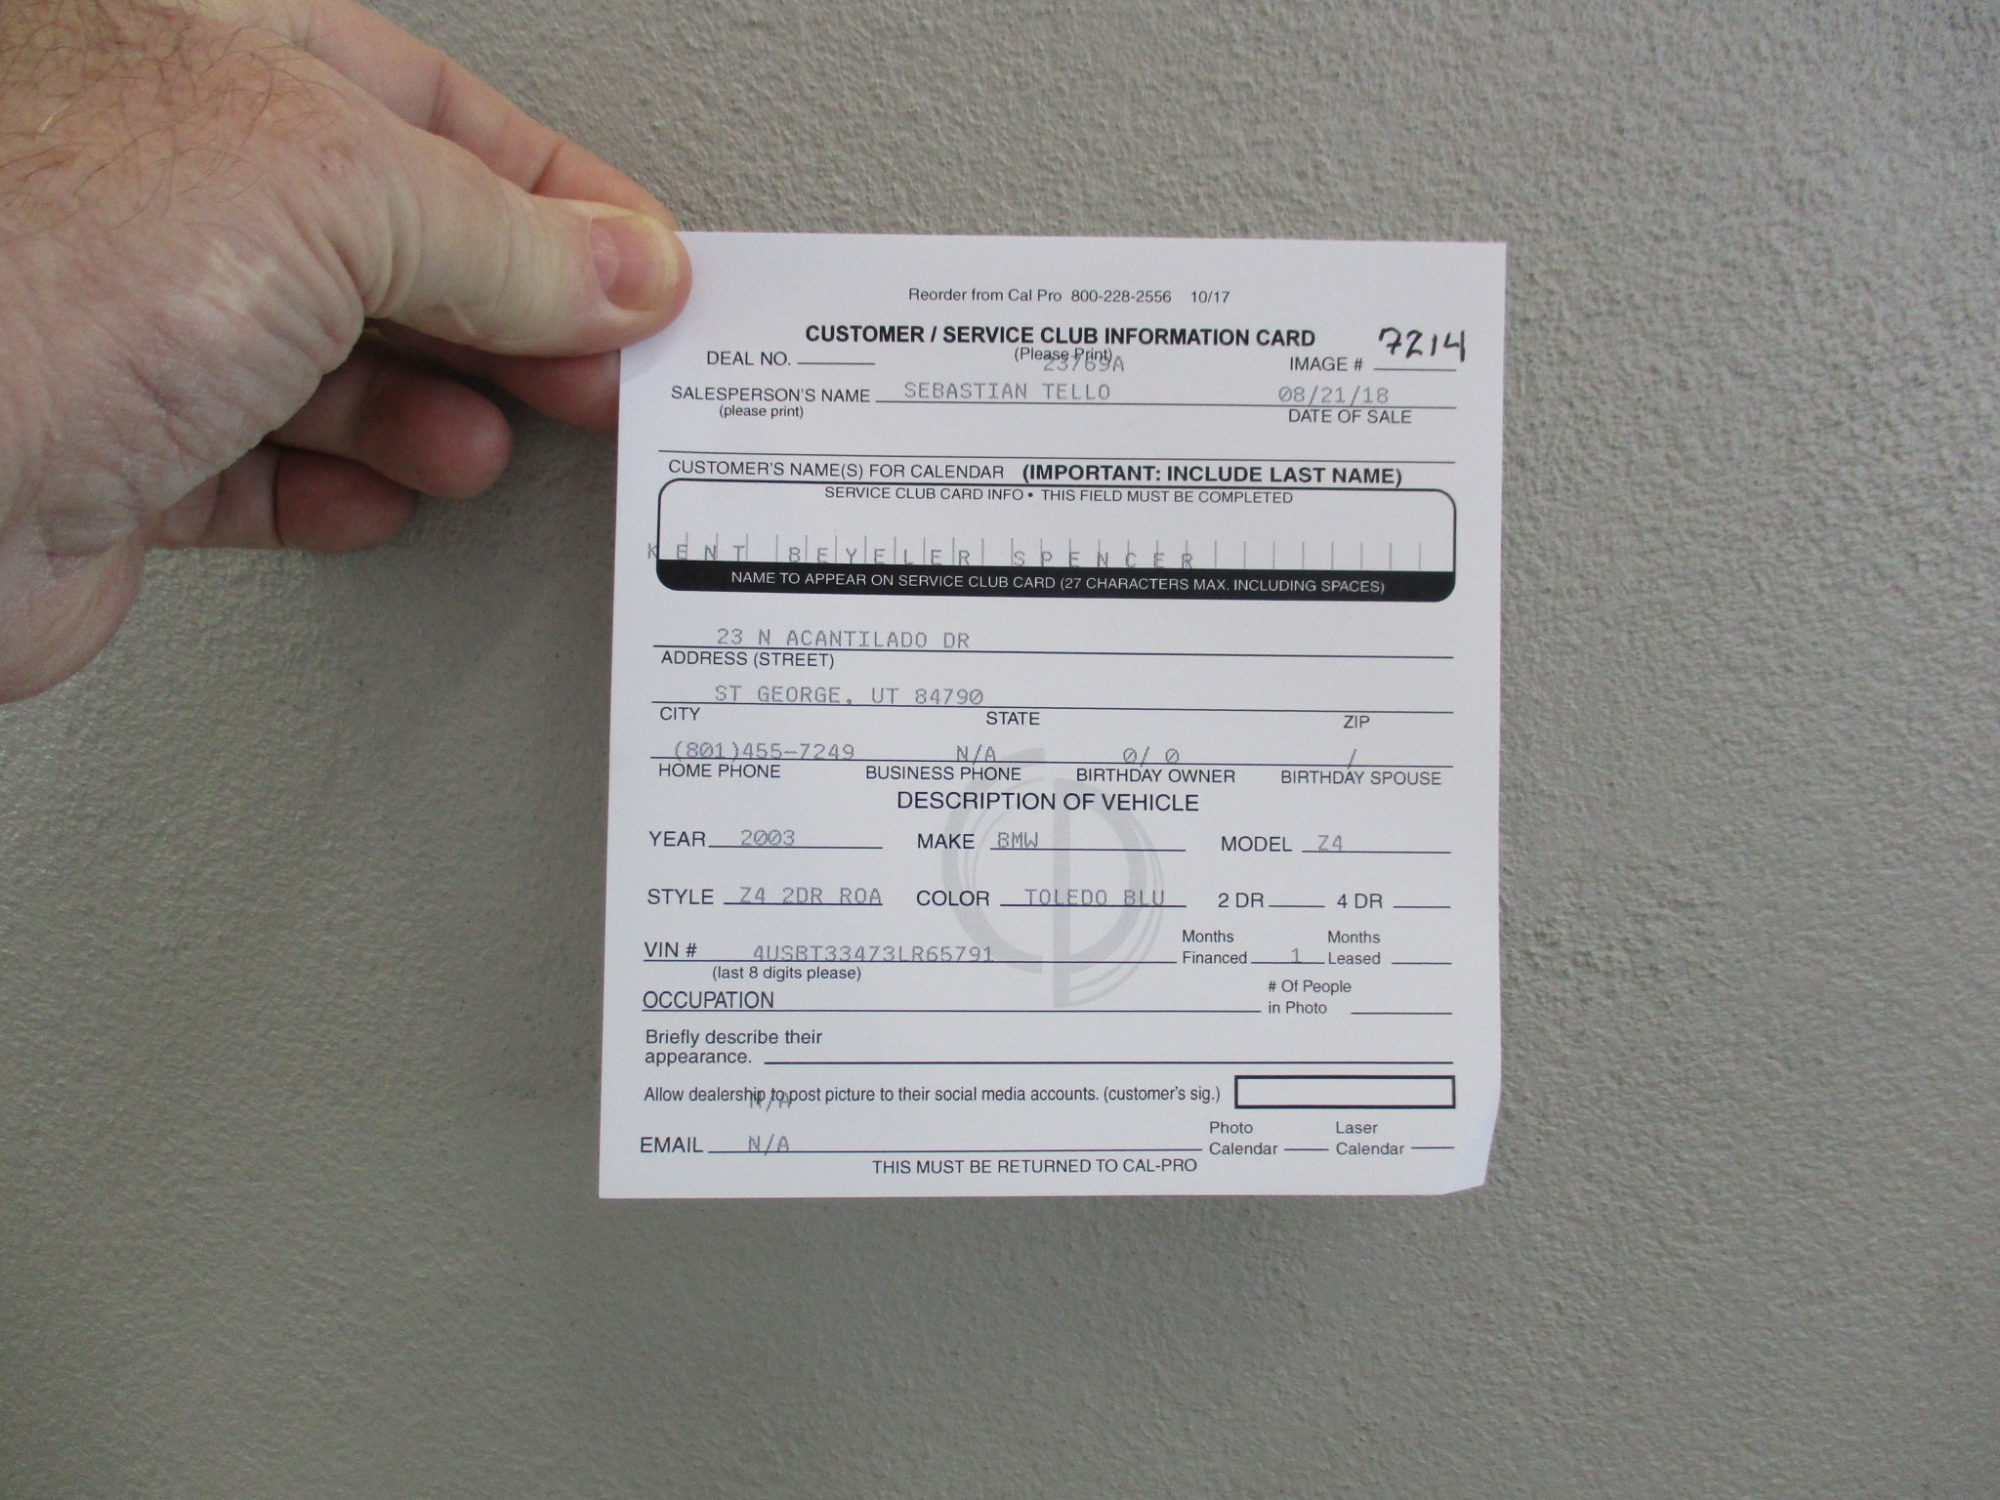 Reorder from Cal Pro 800-228-2556 10/17
CUSTOMER / SERVICE CLUB INFORMATION CARD 7214
DEAL NO. (Please Print) 23769A IMAGE #
SALESPERSON'S NAME SEBASTIAN TELLO 08/21/18
(please print) DATE OF SALE
CUSTOMER'S NAME(S) FOR CALENDAR (IMPORTANT: INCLUDE LAST NAME)
SERVICE CLUB CARD INFO • THIS FIELD MUST BE COMPLETED
KENT BEYELER SPENCER
NAME TO APPEAR ON SERVICE CLUB CARD (27 CHARACTERS MAX. INCLUDING SPACES)
23 N ACANTILADO DR
ADDRESS (STREET)
ST GEORGE, UT 84790
CITY STATE ZIP
(801)455-7249 N/A 0/ 0 /
HOME PHONE BUSINESS PHONE BIRTHDAY OWNER BIRTHDAY SPOUSE
DESCRIPTION OF VEHICLE
YEAR 2003 MAKE BMW MODEL Z4
STYLE Z4 2DR ROA COLOR TOLEDO BLU 2 DR 4 DR
Months Months
VIN # 4USBT33473LR65791 Financed 1 Leased
(last 8 digits please)
# Of People
OCCUPATION in Photo
Briefly describe their
appearance.
Allow dealership to post picture to their social media accounts. (customer's sig.)
N/A
Photo Laser
EMAIL N/A Calendar Calendar
THIS MUST BE RETURNED TO CAL-PRO